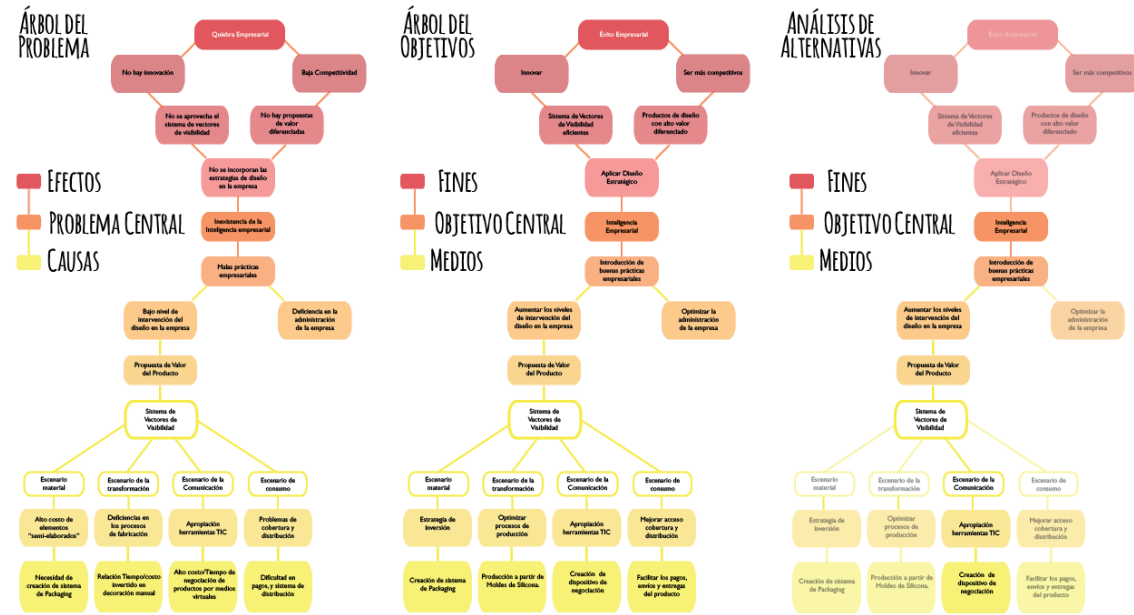 ÁRBOL DEL
PROBLEMA
Quiebra Empresarial
No hay innovación
Baja Competitividad
No se aprovecha el
sistema de vectores
de visibilidad
No hay propuestas
de valor
diferenciadas
No se incorporan las
estrategias de diseño
en la empresa
EFECTOS
PROBLEMA CENTRAL
CAUSAS
Inexistencia de la
Inteligencia empresarial
Malas prácticas
empresariales
Bajo nivel de
intervención del
diseño en la empresa
Deficiencia en la
administración
de la empresa
Propuesta de Valor
del Producto
Sistema de
Vectores de
Visibilidad
Escenario
material
Escenario de
la transformación
Escenario de
la Comunicación
Escenario de
consumo
Alto costo de
elementos
"semi-elaborados"
Deficiencias en
los procesos
de fabricación
Apropiación
herramientas TIC
Problemas de
cobertura y
distribución
Necesidad de
creación de sistema
de Packaging
Relación Tiempo/costo
invertido en
decoración manual
Alto costo/Tiempo de
negociación de
productos por medios
virtuales
Dificultad en
pagos, y sistema de
distribución
ÁRBOL DEL
OBJETIVOS
Éxito Empresarial
Innovar
Ser más competitivos
Sistema de Vectores
de Visibilidad
eficientes
Productos de diseño
con alto valor
diferenciado
Aplicar Diseño
Estratégico
FINES
OBJETIVO CENTRAL
MEDIOS
Inteligencia
Empresarial
Introducción de
buenas prácticas
empresariales
Aumentar los niveles
de intervención del
diseño en la empresa
Optimizar la
administración
de la empresa
Propuesta de Valor
del Producto
Sistema de
Vectores de
Visibilidad
Escenario
material
Escenario de
la transformación
Escenario de
la Comunicación
Escenario de
consumo
Estrategia de
inversión
Optimizar
procesos de
producción
Apropiación
herramientas TIC
Mejorar acceso
cobertura y
distribución
Creación de sistema
de Packaging
Producción a partir de
Moldes de Silicona.
Creación de
dispositivo de
negociación
Facilitar los pagos,
envíos y entregas
del producto
ANÁLISIS DE
ALTERNATIVAS
Éxito Empresarial
Innovar
Ser más competitivos
Sistema de Vectores
de Visibilidad
eficientes
Productos de diseño
con alto valor
diferenciado
Aplicar Diseño
Estratégico
FINES
OBJETIVO CENTRAL
MEDIOS
Inteligencia
Empresarial
Introducción de
buenas prácticas
empresariales
Aumentar los niveles
de intervención del
diseño en la empresa
Optimizar la
administración
de la empresa
Propuesta de Valor
del Producto
Sistema de
Vectores de
Visibilidad
Escenario
material
Escenario de
la transformación
Escenario de
la Comunicación
Escenario de
consumo
Estrategia de
inversión
Optimizar
procesos de
producción
Apropiación
herramientas TIC
Mejorar acceso
cobertura y
distribución
Creación de sistema
de Packaging
Producción a partir de
Moldes de Silicona.
Creación de dispositivo
de negociación
Facilitar los pagos,
envíos y entregas
del producto